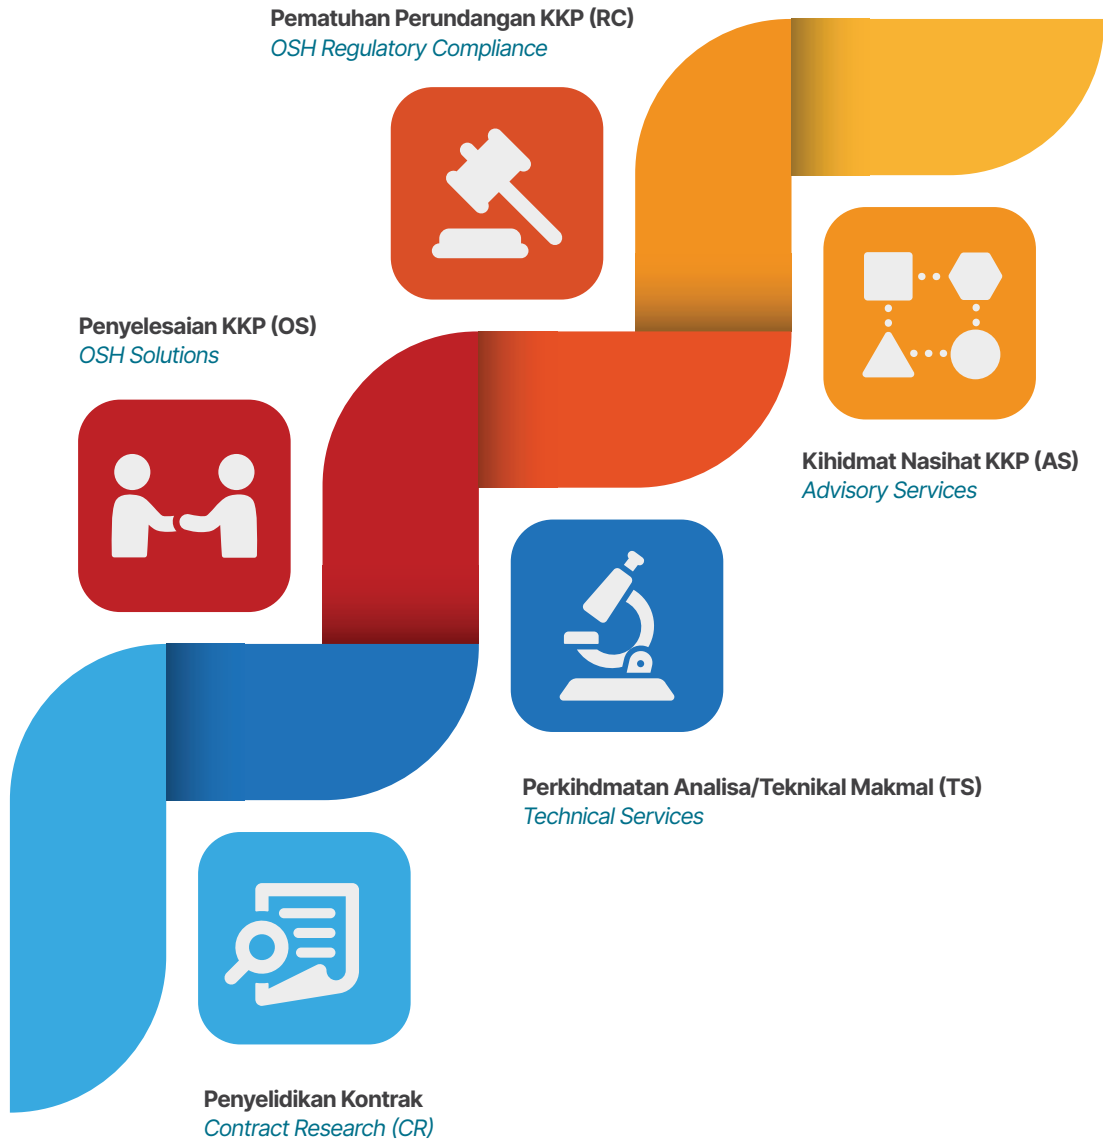 Pematuhan Perundangan KKP (RC)
OSH Regulatory Compliance
Penyelesaian KKP (OS)
OSH Solutions
Kihidmat Nasihat KKP (AS)
Advisory Services
Perkihdmatan Analisa/Teknikal Makmal (TS)
Technical Services
Penyelidikan Kontrak
Contract Research (CR)